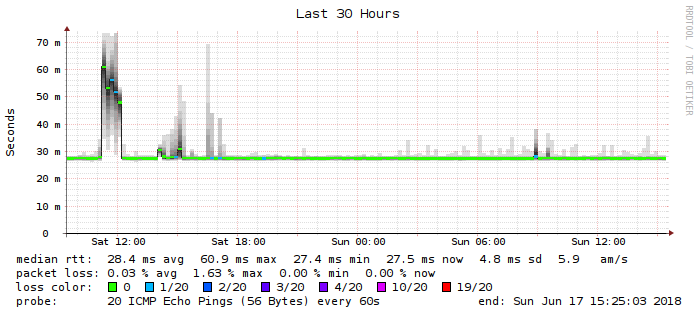 Last 30 Hours
RRDTOOL / TOBI OETIKER
Seconds
70 m
60 m
50 m
40 m
30 m
20 m
10 m
0
Sat 12:00 Sat 18:00 Sun 00:00 Sun 06:00 Sun 12:00
median rtt: 28.4 ms avg 60.9 ms max 27.4 ms min 27.5 ms now 4.8 ms sd 5.9 am/s
packet loss: 0.03 % avg 1.63 % max 0.00 % min 0.00 % now
loss color: 0 1/20 2/20 3/20 4/20 10/20 19/20
probe: 20 ICMP Echo Pings (56 Bytes) every 60s end: Sun Jun 17 15:25:03 2018